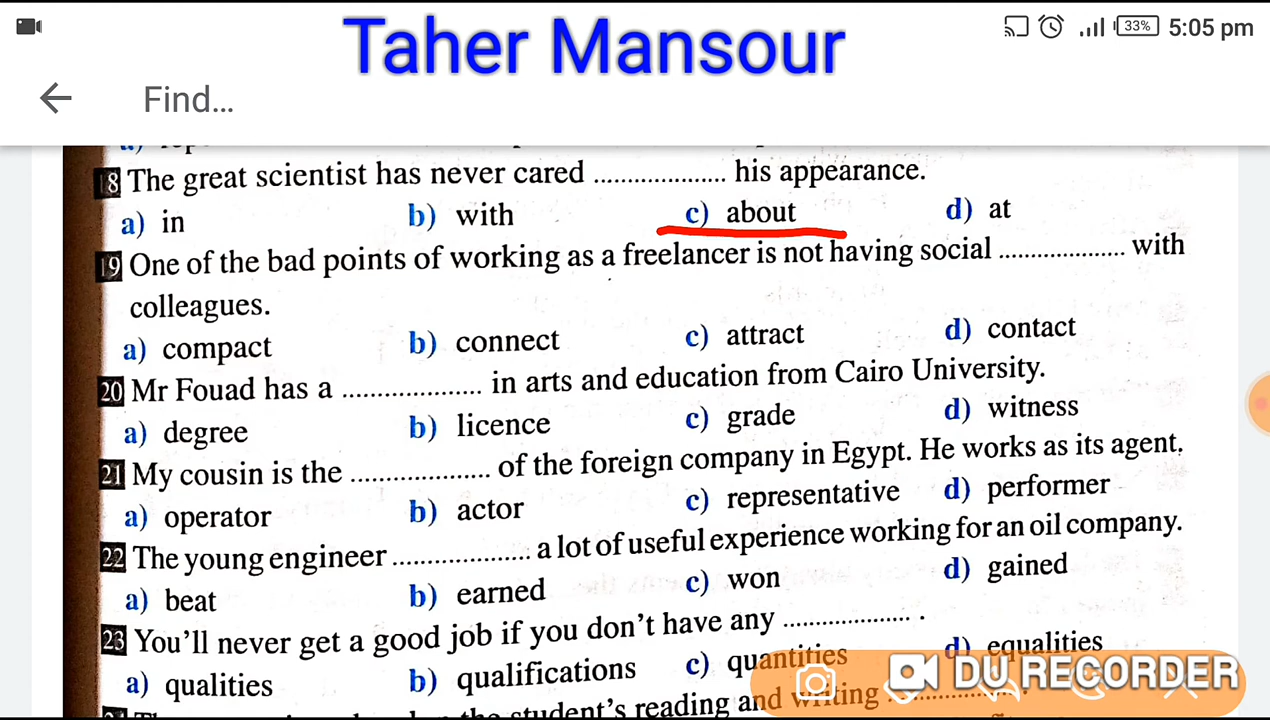 Taher Mansour
33% 5:05 pm
Find...
18 The great scientist has never cared .................... his appearance.
a) in b) with c) about d) at
19 One of the bad points of working as a freelancer is not having social .................... with
colleagues.
a) compact b) connect c) attract d) contact
20 Mr Fouad has a .................... in arts and education from Cairo University.
a) degree b) licence c) grade d) witness
21 My cousin is the .................... of the foreign company in Egypt. He works as its agent.
a) operator b) actor c) representative d) performer
22 The young engineer .................... a lot of useful experience working for an oil company.
a) beat b) earned c) won d) gained
23 You'll never get a good job if you don't have any .................... .
a) qualities b) qualifications c) quantities d) equalities
DU RECORDER
the student's reading and writing ....................